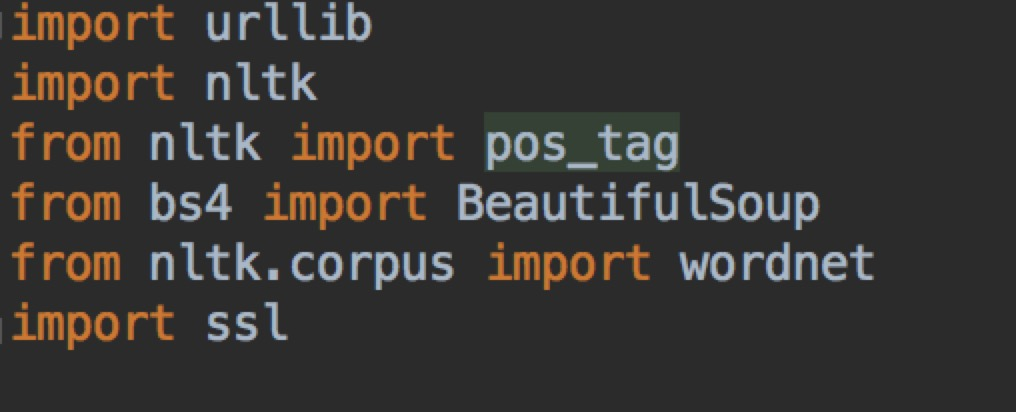 import urllib
import nltk
from nltk import pos_tag
from bs4 import BeautifulSoup
from nltk.corpus import wordnet
import ssl